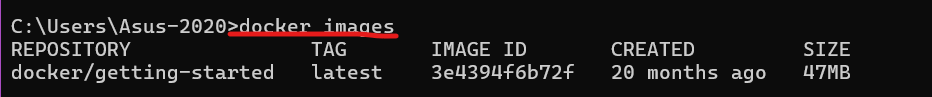 C:\Users\Asus-2020>docker images
REPOSITORY TAG IMAGE ID CREATED SIZE
docker/getting-started latest 3e4394f6b72f 20 months ago 47MB